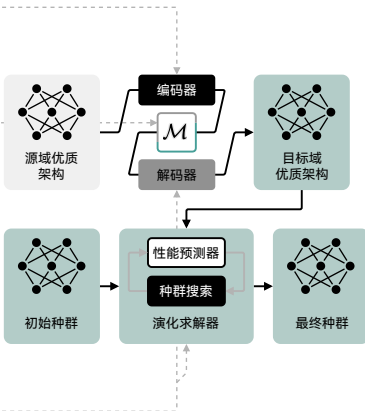 编码器
ℳ
解码器
源域优质
架构
目标域
优质架构
性能预测器
种群搜索
初始种群
演化求解器
最终种群